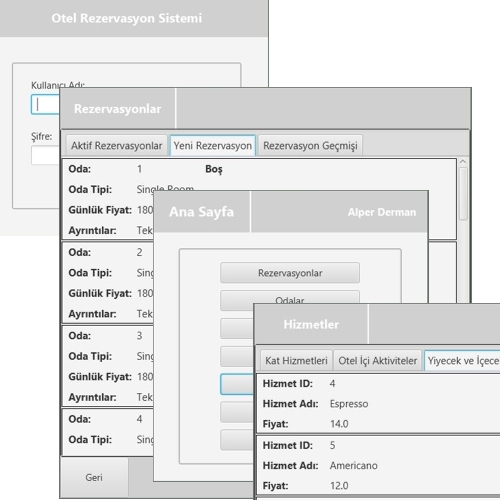 Otel Rezervasyon Sistemi
Kullanıcı Adı:
Şifre:
Rezervasyonlar
Aktif Rezervasyonlar Yeni Rezervasyon Rezervasyon Geçmişi
Oda: 1 Boş
Oda Tipi: Single Room
Günlük Fiyat: 180
Ayrıntılar: Tek
Oda: 2
Oda Tipi:
Günlük Fiyat: 180
Ayrıntılar: Tek
Oda: 3
Oda Tipi:
Günlük Fiyat: 180
Ayrıntılar: Tek
Oda: 4
Oda Tipi:
Geri
Ana Sayfa Alper Derman
Rezervasyonlar
Odalar
Hizmetler
Kat Hizmetleri Otel İçi Aktiviteler Yiyecek ve İçece
Hizmet ID: 4
Hizmet Adı: Espresso
Fiyat: 14.0
Hizmet ID: 5
Hizmet Adı: Americano
Fiyat: 12.0